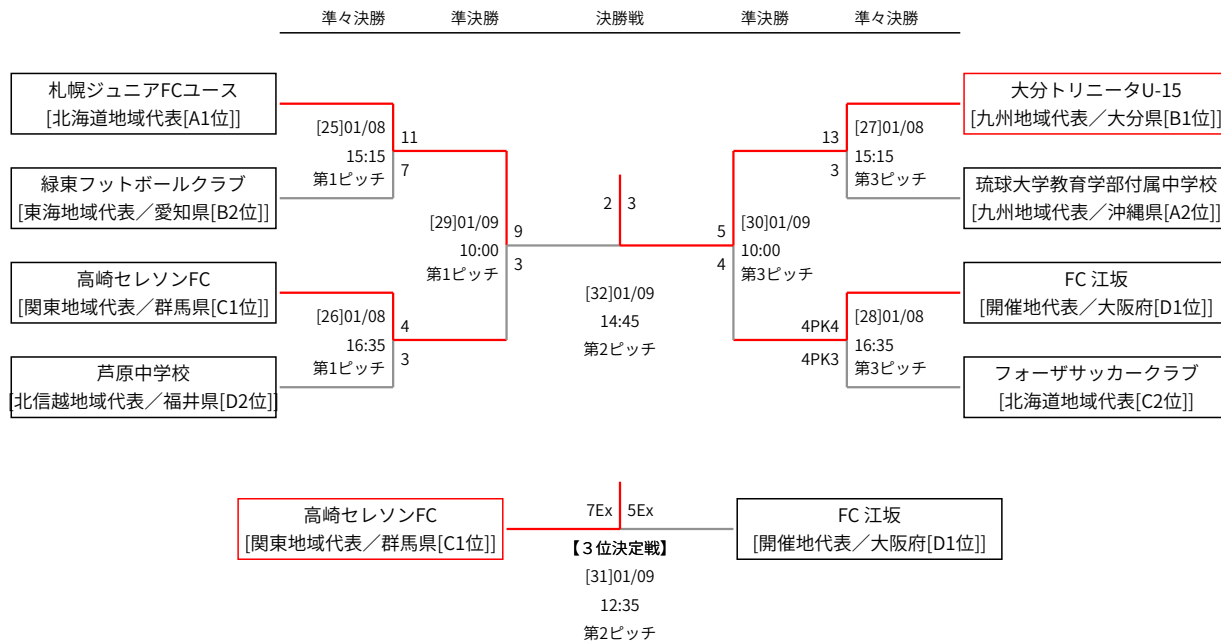 準々決勝 準決勝 決勝戦 準決勝 準々決勝
札幌ジュニアFCユース
[北海道地域代表[A1位]]
緑東フットボールクラブ
[東海地域代表／愛知県[B2位]]
高崎セレソンFC
[関東地域代表／群馬県[C1位]]
芦原中学校
[北信越地域代表／福井県[D2位]]
[25]01/08
15:15
第1ピッチ
11
7
[26]01/08
16:35
第1ピッチ
4
3
[29]01/09
10:00
第1ピッチ
9
3
2 3
[32]01/09
14:45
第2ピッチ
5
4
[30]01/09
10:00
第3ピッチ
13
3
[27]01/08
15:15
第3ピッチ
4PK4
4PK3
[28]01/08
16:35
第3ピッチ
大分トリニータU-15
[九州地域代表／大分県[B1位]]
琉球大学教育学部付属中学校
[九州地域代表／沖縄県[A2位]]
FC 江坂
[開催地代表／大阪府[D1位]]
フォーザサッカークラブ
[北海道地域代表[C2位]]
高崎セレソンFC
[関東地域代表／群馬県[C1位]]
7Ex 5Ex
【３位決定戦】
[31]01/09
12:35
第2ピッチ
FC 江坂
[開催地代表／大阪府[D1位]]